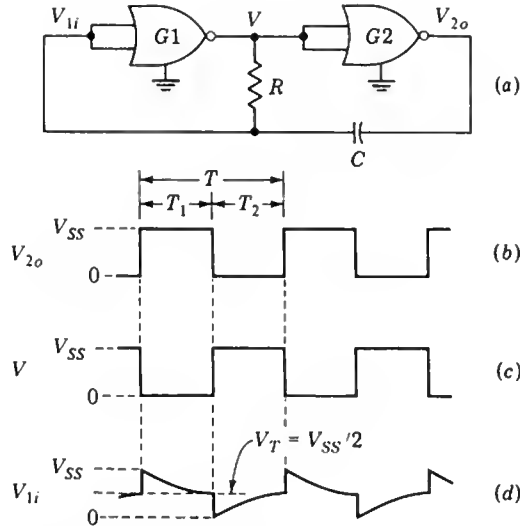 V1i G1 V G2 V2o
R
(a)
C
T
T1 T2
VSS
V2o
(b)
0
VSS
V
(c)
0
VT = VSS/2
VSS
V1i
(d)
0